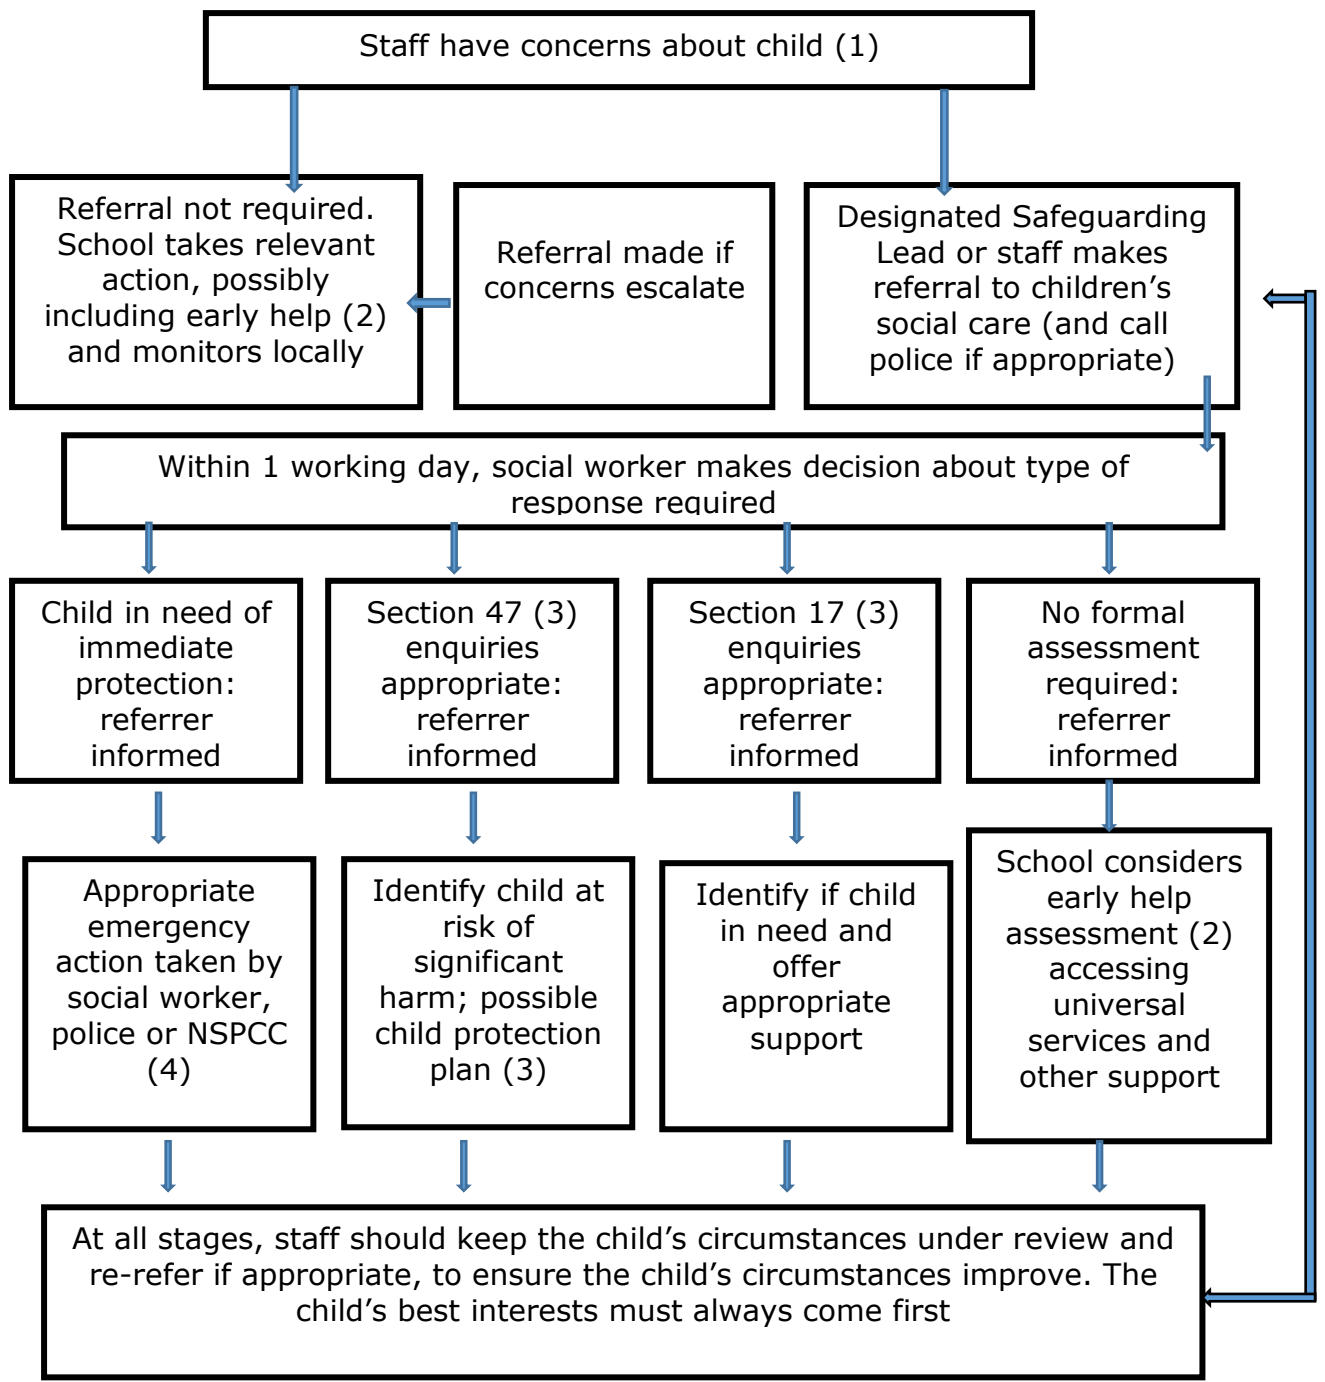 Staff have concerns about child (1)
Referral not required.
School takes relevant
action, possibly
including early help (2)
and monitors locally
Referral made if
concerns escalate
Designated Safeguarding
Lead or staff makes
referral to children’s
social care (and call
police if appropriate)
Within 1 working day, social worker makes decision about type of
response required
Child in need of
immediate
protection:
referrer
informed
Section 47 (3)
enquiries
appropriate:
referrer
informed
Section 17 (3)
enquiries
appropriate:
referrer
informed
No formal
assessment
required:
referrer
informed
Appropriate
emergency
action taken by
social worker,
police or NSPCC
(4)
Identify child at
risk of
significant
harm; possible
child protection
plan (3)
Identify if child
in need and
offer
appropriate
support
School considers
early help
assessment (2)
accessing
universal
services and
other support
At all stages, staff should keep the child’s circumstances under review and
re-refer if appropriate, to ensure the child’s circumstances improve. The
child’s best interests must always come first